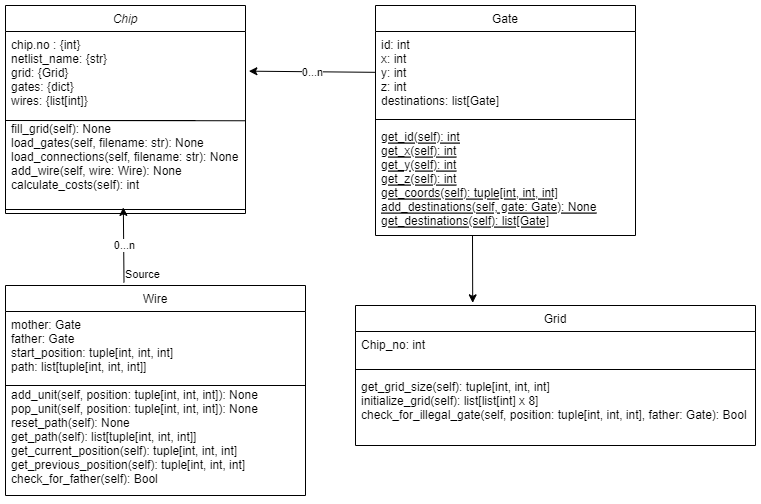 Chip
chip.no : {int}
netlist_name: {str}
grid: {Grid}
gates: {dict}
wires: {list[int]}
fill_grid(self): None
load_gates(self, filename: str): None
load_connections(self, filename: str): None
add_wire(self, wire: Wire): None
calculate_costs(self): int
0...n
Gate
id: int
x: int
y: int
z: int
destinations: list[Gate]
get_id(self): int
get_x(self): int
get_y(self): int
get_z(self): int
get_coords(self): tuple[int, int, int]
add_destinations(self, gate: Gate): None
get_destinations(self): list[Gate]
0...n
Source
Wire
mother: Gate
father: Gate
start_position: tuple[int, int, int]
path: list[tuple[int, int, int]]
add_unit(self, position: tuple[int, int, int]): None
pop_unit(self, position: tuple[int, int, int]): None
reset_path(self): None
get_path(self): list[tuple[int, int, int]]
get_current_position(self): tuple[int, int, int]
get_previous_position(self): tuple[int, int, int]
check_for_father(self): Bool
Grid
Chip_no: int
get_grid_size(self): tuple[int, int, int]
initialize_grid(self): list[list[int] x 8]
check_for_illegal_gate(self, position: tuple[int, int, int], father: Gate): Bool